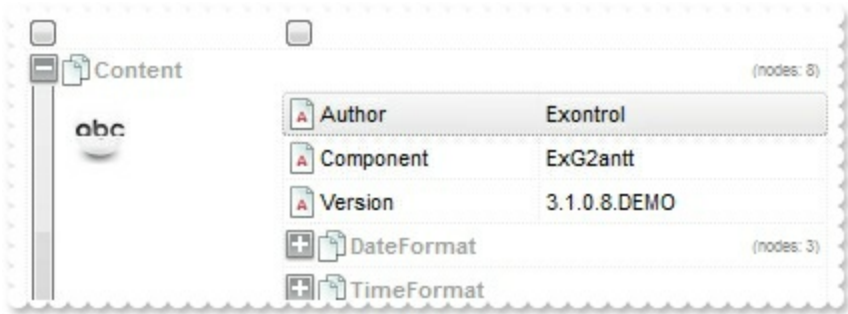 Content (nodes: 8)
abc
Author Exontrol
Component ExG2antt
Version 3.1.0.8.DEMO
DateFormat (nodes: 3)
TimeFormat